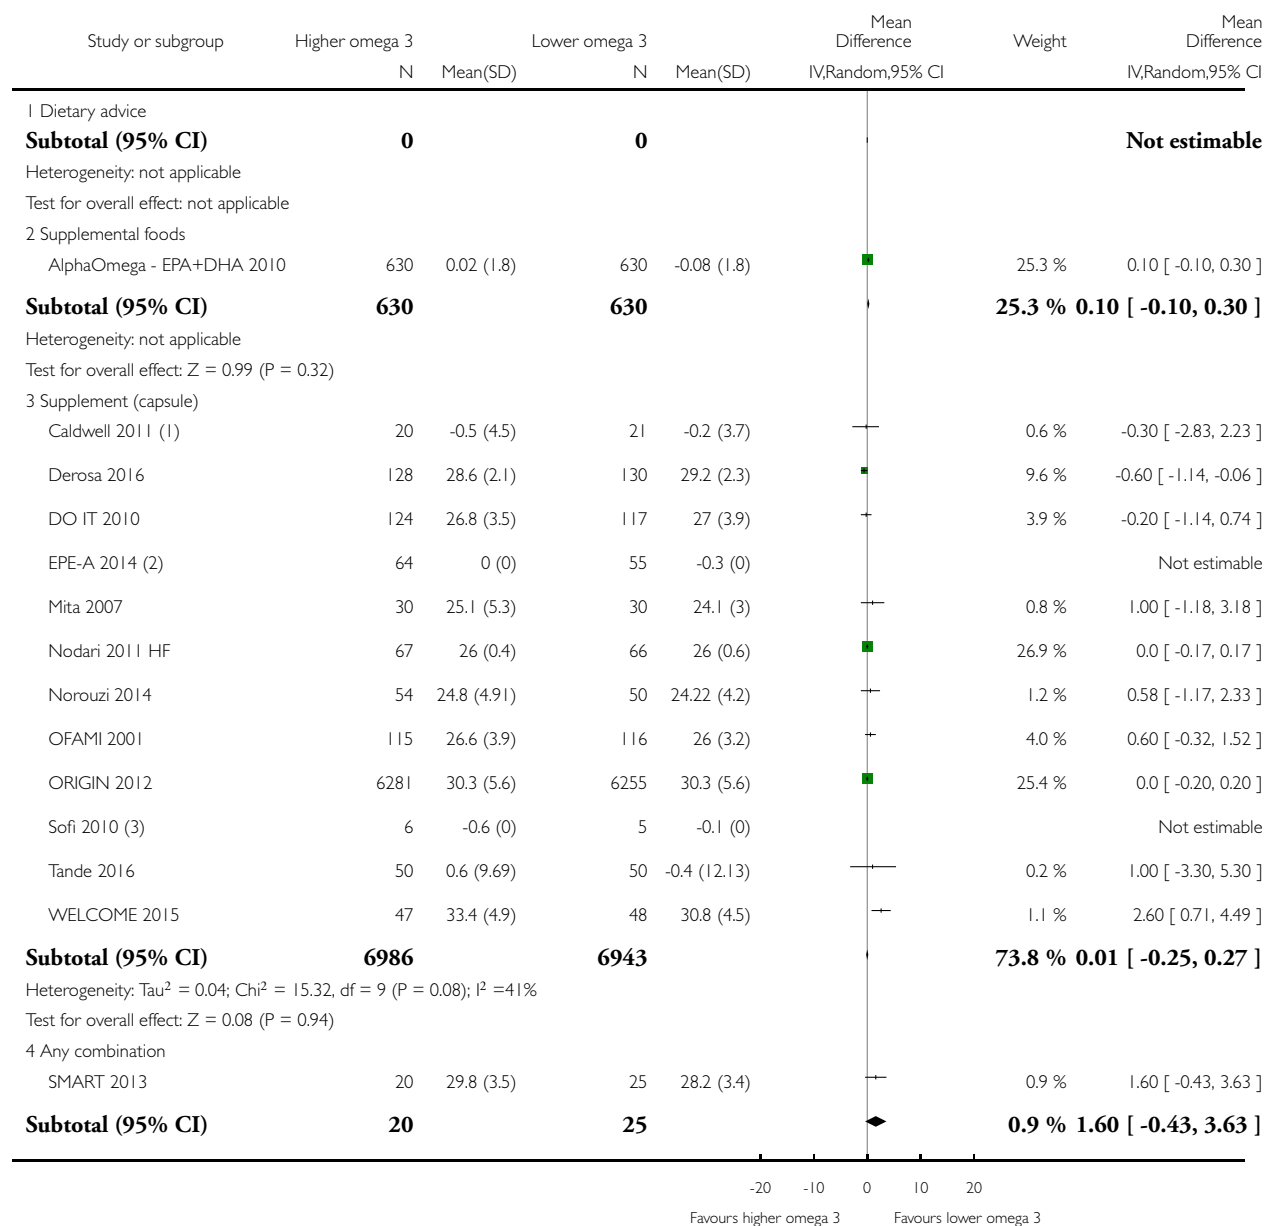 Study or subgroup Higher omega 3 Lower omega 3 Mean Difference Weight Mean Difference
N Mean(SD) N Mean(SD) IV,Random,95% CI IV,Random,95% CI
1 Dietary advice
Subtotal (95% CI) 0 0 Not estimable
Heterogeneity: not applicable
Test for overall effect: not applicable
2 Supplemental foods
AlphaOmega - EPA+DHA 2010 630 0.02 (1.8) 630 -0.08 (1.8) 25.3 % 0.10 [ -0.10, 0.30 ]
Subtotal (95% CI) 630 630 25.3 % 0.10 [ -0.10, 0.30 ]
Heterogeneity: not applicable
Test for overall effect: Z = 0.99 (P = 0.32)
3 Supplement (capsule)
Caldwell 2011 (1) 20 -0.5 (4.5) 21 -0.2 (3.7) 0.6 % -0.30 [ -2.83, 2.23 ]
Derosa 2016 128 28.6 (2.1) 130 29.2 (2.3) 9.6 % -0.60 [ -1.14, -0.06 ]
DO IT 2010 124 26.8 (3.5) 117 27 (3.9) 3.9 % -0.20 [ -1.14, 0.74 ]
EPE-A 2014 (2) 64 0 (0) 55 -0.3 (0) Not estimable
Mita 2007 30 25.1 (5.3) 30 24.1 (3) 0.8 % 1.00 [ -1.18, 3.18 ]
Nodari 2011 HF 67 26 (0.4) 66 26 (0.6) 26.9 % 0.0 [ -0.17, 0.17 ]
Norouzi 2014 54 24.8 (4.91) 50 24.22 (4.2) 1.2 % 0.58 [ -1.17, 2.33 ]
OFAMI 2001 115 26.6 (3.9) 116 26 (3.2) 4.0 % 0.60 [ -0.32, 1.52 ]
ORIGIN 2012 6281 30.3 (5.6) 6255 30.3 (5.6) 25.4 % 0.0 [ -0.20, 0.20 ]
Sofi 2010 (3) 6 -0.6 (0) 5 -0.1 (0) Not estimable
Tande 2016 50 0.6 (9.69) 50 -0.4 (12.13) 0.2 % 1.00 [ -3.30, 5.30 ]
WELCOME 2015 47 33.4 (4.9) 48 30.8 (4.5) 1.1 % 2.60 [ 0.71, 4.49 ]
Subtotal (95% CI) 6986 6943 73.8 % 0.01 [ -0.25, 0.27 ]
Heterogeneity: Tau² = 0.04; Chi² = 15.32, df = 9 (P = 0.08); I² =41%
Test for overall effect: Z = 0.08 (P = 0.94)
4 Any combination
SMART 2013 20 29.8 (3.5) 25 28.2 (3.4) 0.9 % 1.60 [ -0.43, 3.63 ]
Subtotal (95% CI) 20 25 0.9 % 1.60 [ -0.43, 3.63 ]
-20 -10 0 10 20
Favours higher omega 3 Favours lower omega 3